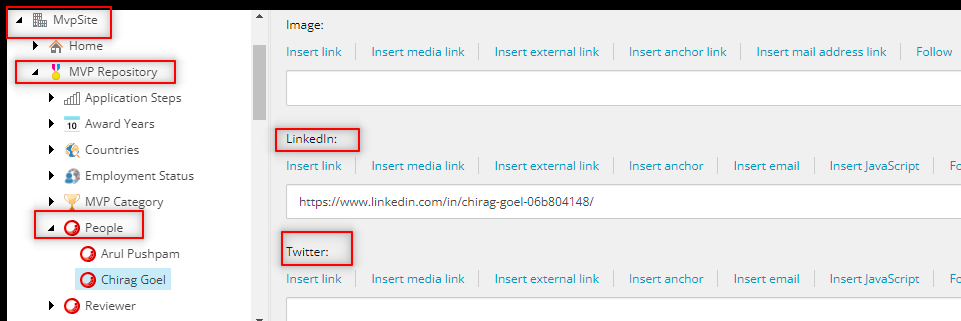 MvpSite
Home
MVP Repository
Application Steps
10 Award Years
Countries
Employment Status
MVP Category
People
Arul Pushpam
Chirag Goel
Reviewer
Image:
Insert link Insert media link Insert external link Insert anchor link Insert mail address link Follow
LinkedIn:
Insert link Insert media link Insert external link Insert anchor Insert email Insert JavaScript Fo
https://www.linkedin.com/in/chirag-goel-06b804148/
Twitter:
Insert link Insert media link Insert external link Insert anchor Insert email Insert JavaScript Fo